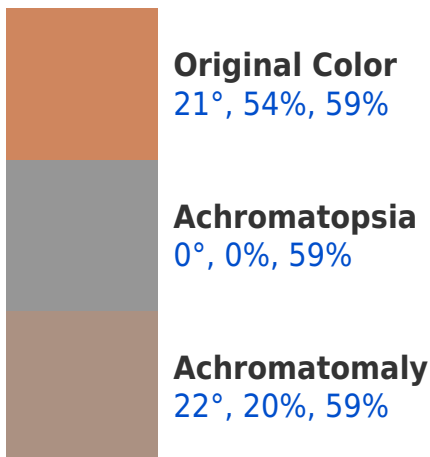 Original Color
21°, 54%, 59%
Achromatopsia
0°, 0%, 59%
Achromatomaly
22°, 20%, 59%